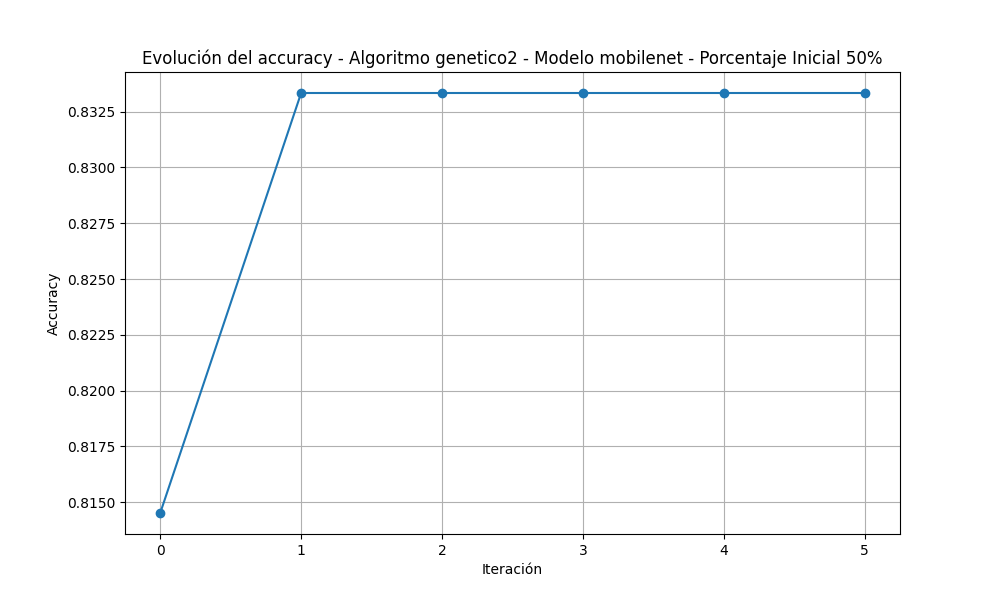 Evolución del accuracy - Algoritmo genetico2 - Modelo mobilenet - Porcentaje Inicial 50%
0.8325
0.8300
0.8275
0.8250
0.8225
0.8200
0.8175
0.8150
Accuracy
0 1 2 3 4 5
Iteración